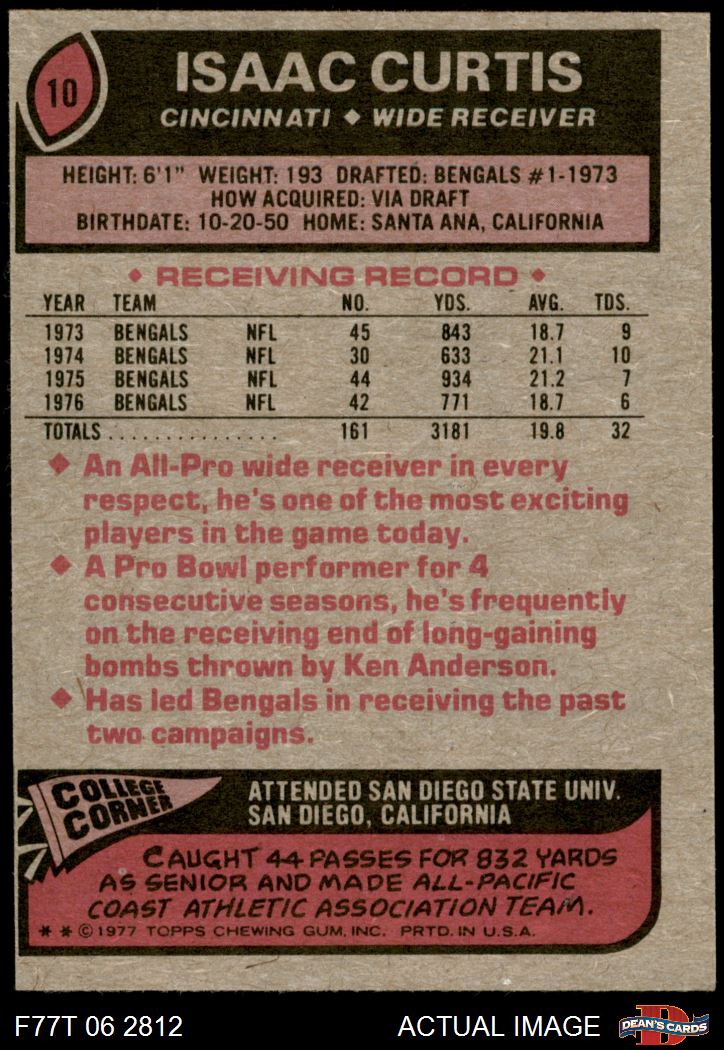 10
ISAAC CURTIS
CINCINNATI ◆ WIDE RECEIVER
HEIGHT: 6'1" WEIGHT: 193 DRAFTED: BENGALS #1-1973
HOW ACQUIRED: VIA DRAFT
BIRTHDATE: 10-20-50 HOME: SANTA ANA, CALIFORNIA
◆ RECEIVING RECORD ◆
YEAR TEAM NO. YDS. AVG. TDS.
1973 BENGALS NFL 45 843 18.7 9
1974 BENGALS NFL 30 633 21.1 10
1975 BENGALS NFL 44 934 21.2 7
1976 BENGALS NFL 42 771 18.7 6
TOTALS................ 161 3181 19.8 32
◆ An All-Pro wide receiver in every
respect, he's one of the most exciting
players in the game today.
◆ A Pro Bowl performer for 4
consecutive seasons, he's frequently
on the receiving end of long-gaining
bombs thrown by Ken Anderson.
◆ Has led Bengals in receiving the past
two campaigns.
COLLEGE
CORNER
ATTENDED SAN DIEGO STATE UNIV.
SAN DIEGO, CALIFORNIA
CAUGHT 44 PASSES FOR 832 YARDS
AS SENIOR AND MADE ALL-PACIFIC
COAST ATHLETIC ASSOCIATION TEAM.
* * © 1977 TOPPS CHEWING GUM, INC. PRTD. IN U.S.A.
F77T 06 2812 ACTUAL IMAGE
D
DEAN'S CARDS